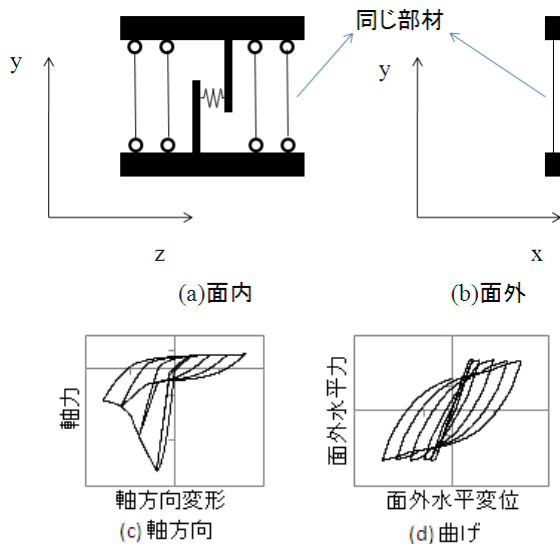 同じ部材
y
y
z
x
(a)面内
(b)面外
軸力
面外水平力
軸方向変形
面外水平変位
(c) 軸方向
(d) 曲げ